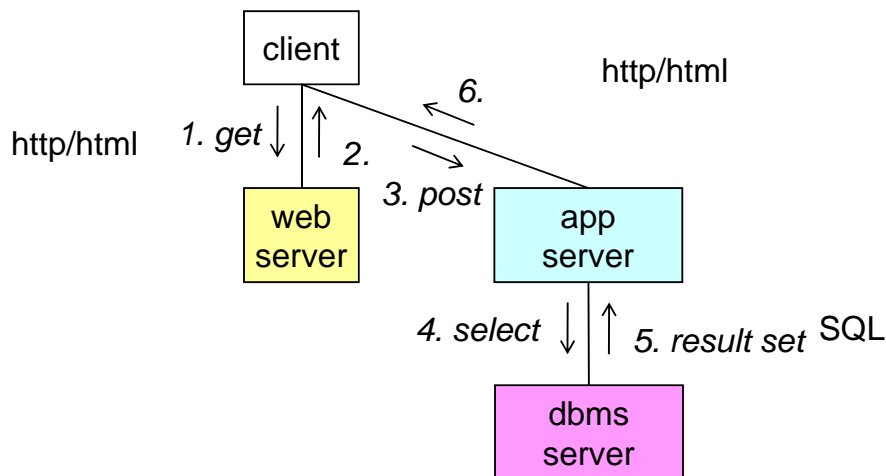 client
http/html
6.
http/html
1. get
2.
3. post
web
server
app
server
4. select
5. result set
SQL
dbms
server